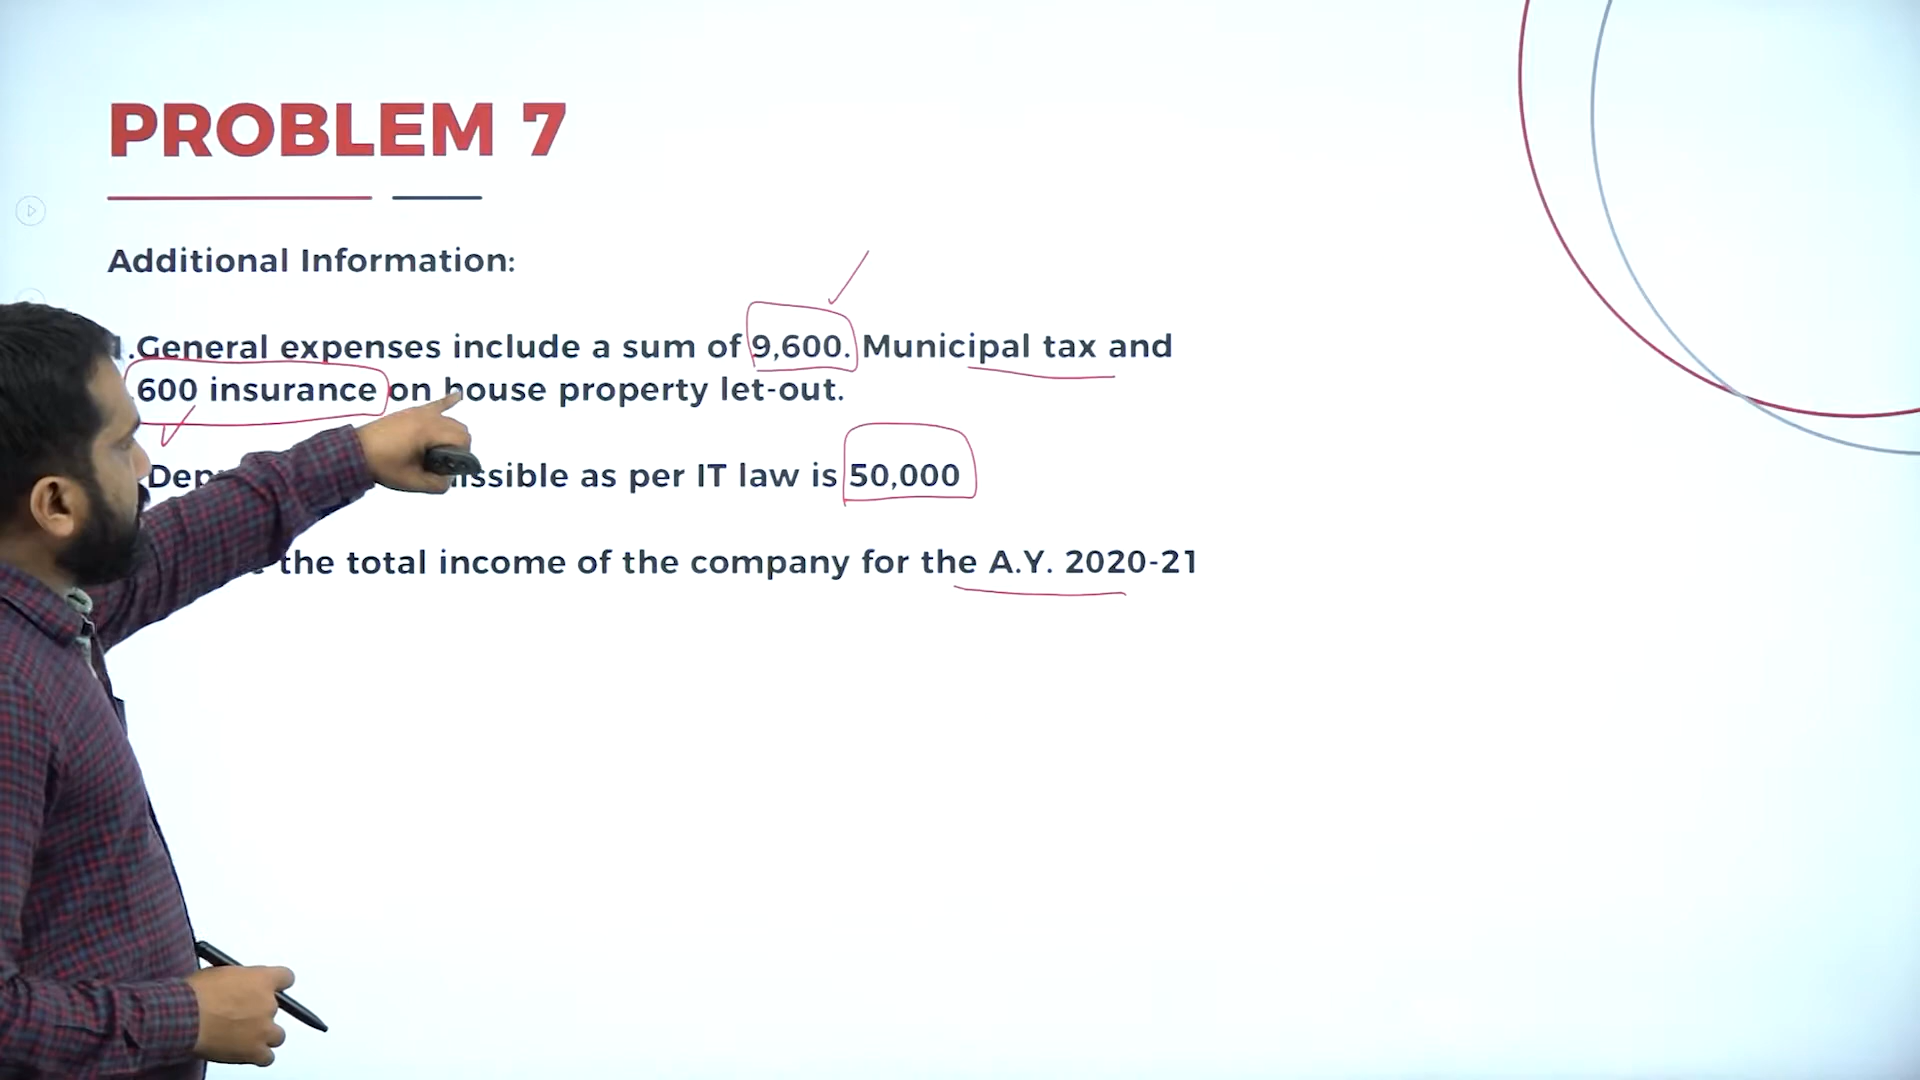 PROBLEM 7
Additional Information:
.General expenses include a sum of 9,600. Municipal tax and
600 insurance on house property let-out.
as per IT law is 50,000
the total income of the company for the A.Y. 2020-21